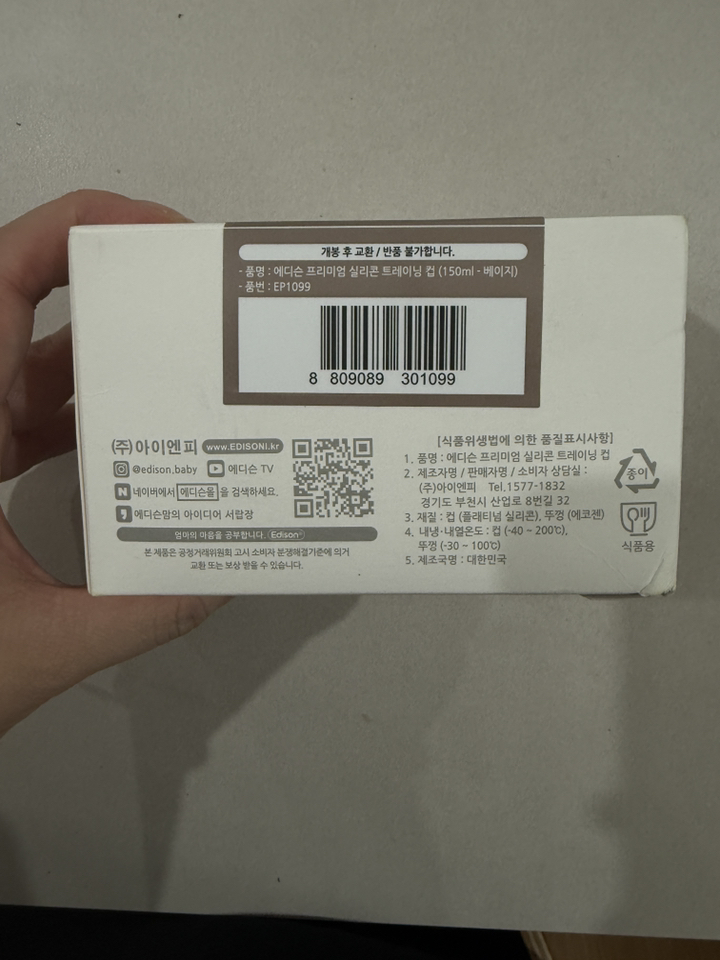 개봉 후 교환 / 반품 불가합니다.
- 품명 : 에디슨 프리미엄 실리콘 트레이닝 컵 (150ml - 베이지)
- 품번 : EP1099
8 809089 301099
(주)아이엔피 www.EDISONI.kr
@edison_baby 에디슨 TV
N 네이버에서 에디슨몰 을 검색하세요.
에디슨맘의 아이디어 서랍장
엄마의 마음을 공부합니다. Edison
본 제품은 공정거래위원회 고시 소비자 분쟁해결기준에 의거
교환 또는 보상 받을 수 있습니다.
[식품위생법에 의한 품질표시사항]
1. 품명 : 에디슨 프리미엄 실리콘 트레이닝 컵
2. 제조자명 / 판매자명 / 소비자 상담실 :
(주)아이엔피 Tel.1577-1832
경기도 부천시 산업로 8번길 32
3. 재질 : 컵 (플래티넘 실리콘), 뚜껑 (에코젠)
4. 내냉·내열온도 : 컵 (-40 ~ 200℃),
뚜껑 (-30 ~ 100℃)
5. 제조국명 : 대한민국
종이
식품용